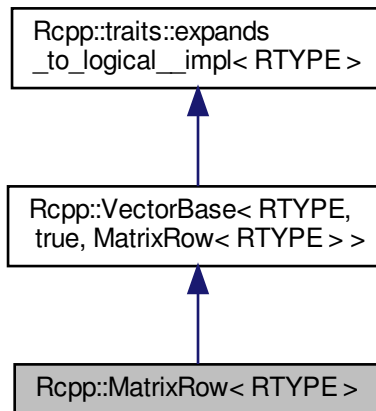 Rcpp::traits::expands
_to_logical__impl< RTYPE >
Rcpp::VectorBase< RTYPE,
true, MatrixRow< RTYPE > >
Rcpp::MatrixRow< RTYPE >